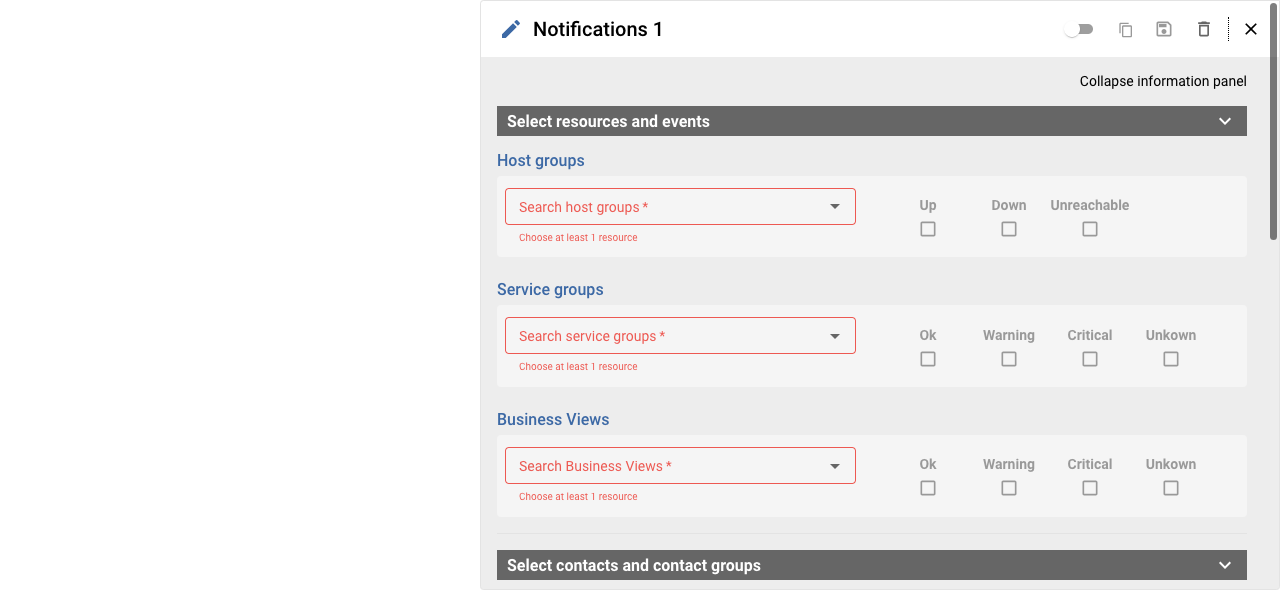 Notifications 1
Collapse information panel
Select resources and events
Host groups
Search host groups *
Up Down Unreachable
Choose at least 1 resource
Service groups
Search service groups *
Ok Warning Critical Unkown
Choose at least 1 resource
Business Views
Search Business Views *
Ok Warning Critical Unkown
Choose at least 1 resource
Select contacts and contact groups